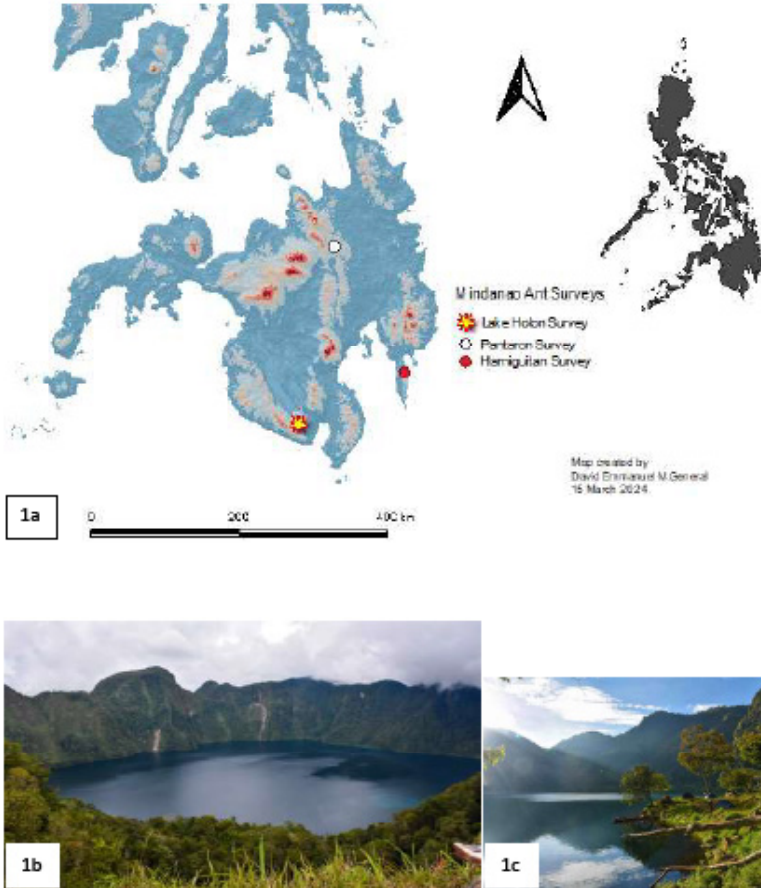 Mindanao Ant Surveys
Lake Holon Survey
Pantaron Survey
Hamiguitan Survey
Map created by
David Emmanuel M.General
15 March 2024
1a
0 200 400 km
1b
1c